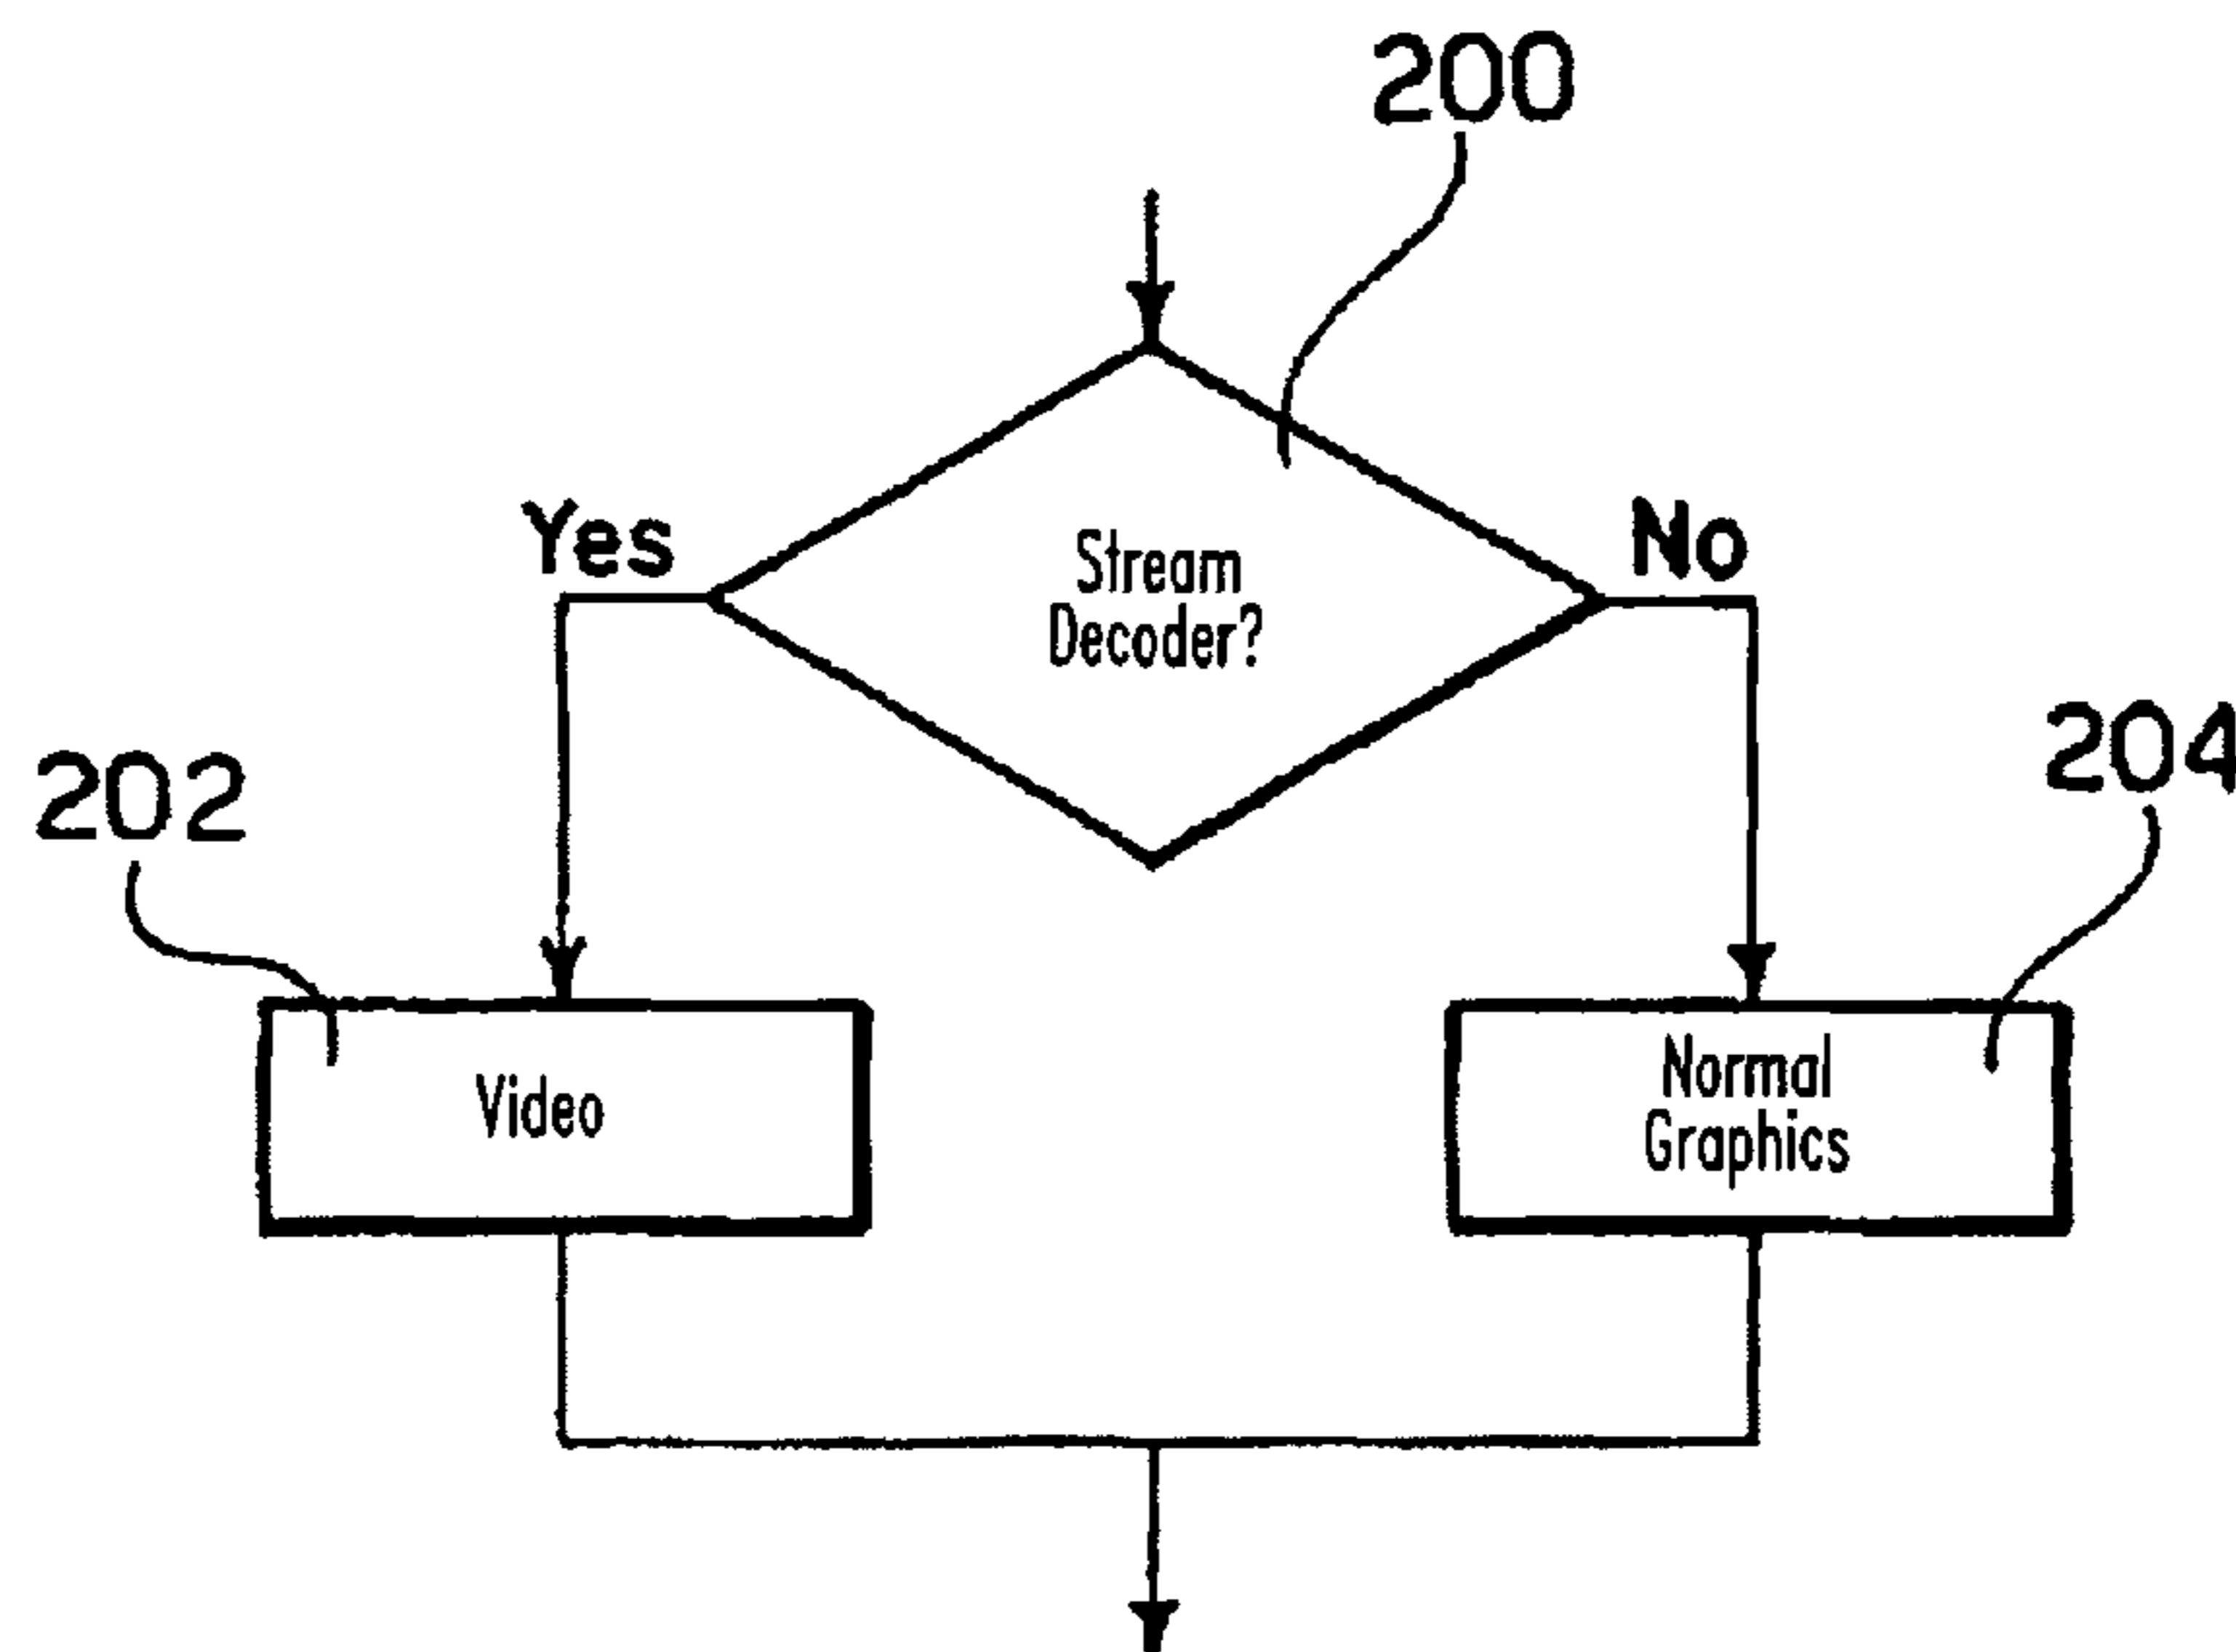 200
Yes
No
Stream
Decoder?
202
204
Video
Normal
Graphics